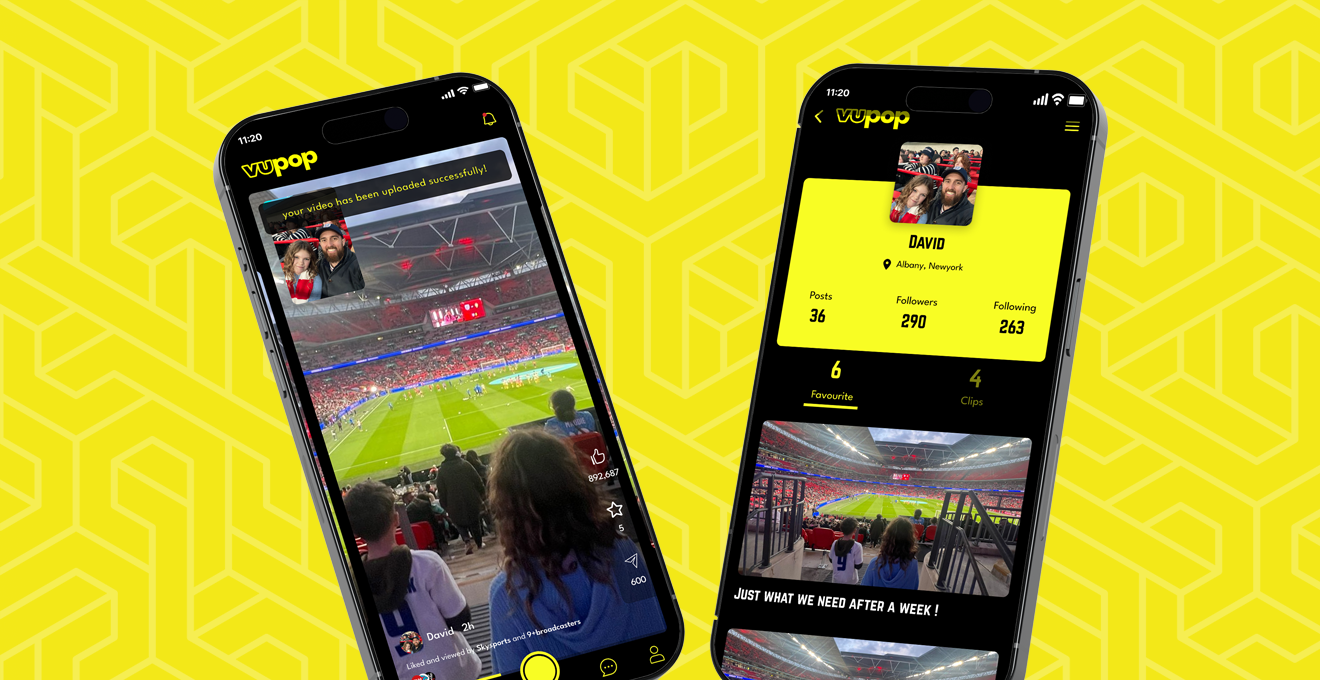 11:20
vupop
your video has been uploaded successfully!
892,687
5
600
9
David 2h
Liked and viewed by Skysports and 9+broadcasters
11:20
vupop
David
Albany, Newyork
Posts
36
Followers
290
Following
263
6
Favourite
4
Clips
9
Just what we need after a week !